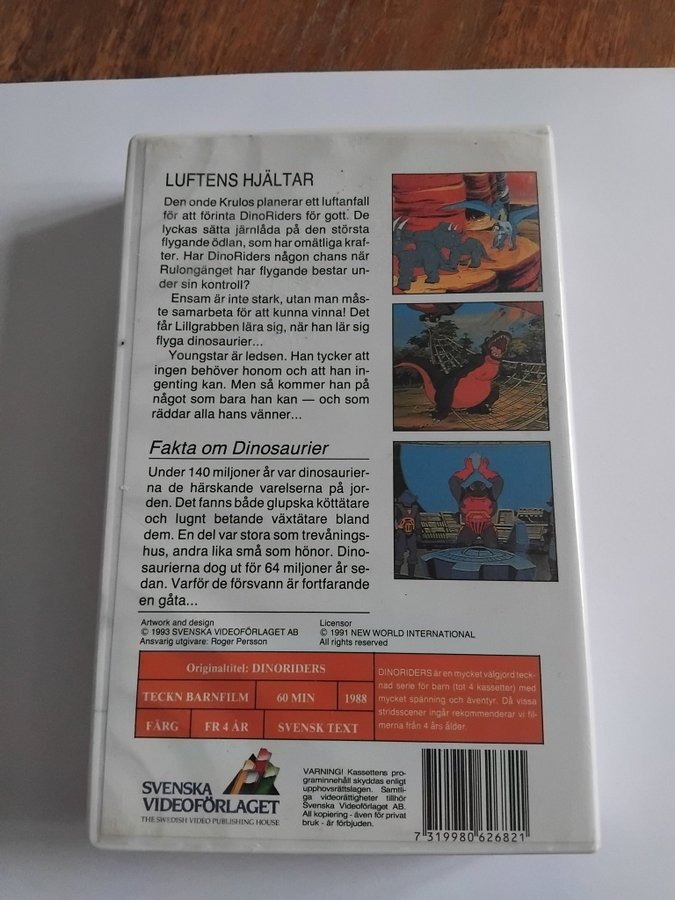 LUFTENS HJÄLTAR
Den onde Krulos planerar ett luftanfall
för att förinta DinoRiders för gott. De
lyckas sätta järnlåda på den största
flygande ödlan, som har omätliga kraf-
ter. Har DinoRiders någon chans när
Rulongänget har flygande bestar un-
der sin kontroll?
Ensam är inte stark, utan man mås-
te samarbeta för att kunna vinna! Det
får Lillgrabben lära sig, när han lär sig
flyga dinosaurier...
Youngstar är ledsen. Han tycker att
ingen behöver honom och att han in-
genting kan. Men så kommer han på
något som bara han kan — och som
räddar alla hans vänner...
Fakta om Dinosaurier
Under 140 miljoner år var dinosaurier-
na de härskande varelserna på jor-
den. Det fanns både glupska köttätare
och lugnt betande växtätare bland
dem. En del var stora som trevånings-
hus, andra lika små som hönor. Dino-
saurierna dog ut för 64 miljoner år se-
dan. Varför de försvann är fortfarande
en gåta...
Artwork and design
© 1993 SVENSKA VIDEOFÖRLAGET AB
Ansvarig utgivare: Roger Persson
Licensor
© 1991 NEW WORLD INTERNATIONAL
All rights reserved
Originaltitel: DINORIDERS
TECKN BARNFILM 60 MIN 1988
FÄRG FR 4 ÅR SVENSK TEXT
DINORIDERS är en mycket välgjord teck-
nad serie för barn (tot 4 kassetter) med
mycket spänning och äventyr. Då vissa
stridsscener ingår rekommenderar vi fil-
merna från 4 års ålder.
SVENSKA
VIDEOFÖRLAGET
THE SWEDISH VIDEO PUBLISHING HOUSE
VARNING! Kassettens pro-
graminnehåll skyddas enligt
upphovsrättslagen. Samtli-
ga videorättigheter tillhör
Svenska Videoförlaget AB.
All kopiering - även för privat
bruk - är förbjuden.
7 319980 626821